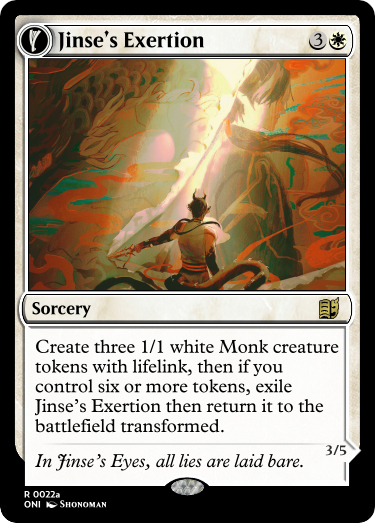 Jinse's Exertion 3
Sorcery
Create three 1/1 white Monk creature
tokens with lifelink, then if you
control six or more tokens, exile
Jinse's Exertion then return it to the
battlefield transformed.
3/5
In Jinse's Eyes, all lies are laid bare.
R 0022a
ONI Shonoman